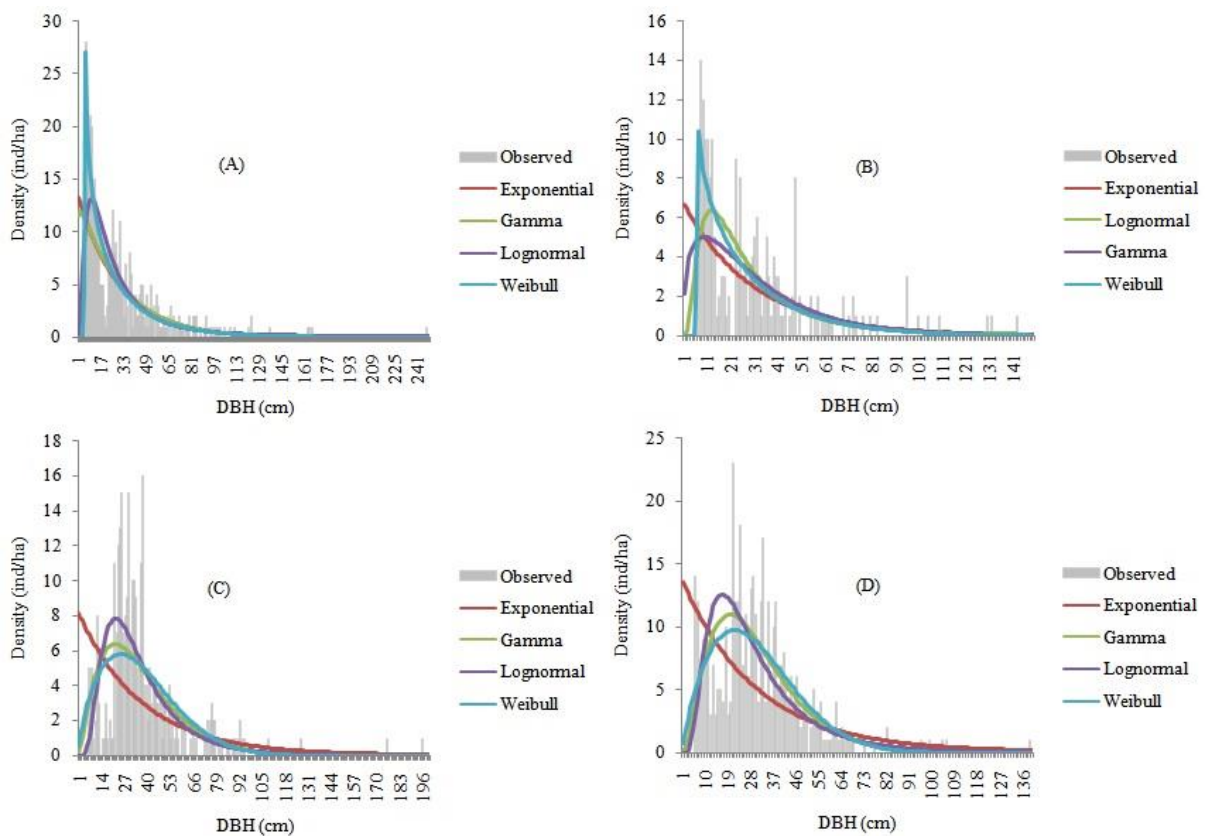 30
25
20
15
10
5
0
Density (ind/ha)
(A)
Observed
Exponential
Gamma
Lognormal
Weibull
1 17 33 49 65 81 97 113 129 145 161 177 193 209 225 241
DBH (cm)
16
14
12
10
8
6
4
2
0
Density (ind/ha)
(B)
Observed
Exponential
Lognormal
Gamma
Weibull
1 11 21 31 41 51 61 71 81 91 101 111 121 131 141
DBH (cm)
18
16
14
12
10
8
6
4
2
0
Density (ind/ha)
(C)
Observed
Exponential
Gamma
Lognormal
Weibull
1 14 27 40 53 66 79 92 105 118 131 144 157 170 183 196
DBH (cm)
25
20
15
10
5
0
Density (ind/ha)
(D)
Observed
Exponential
Gamma
Lognormal
Weibull
1 10 19 28 37 46 55 64 73 82 91 100 109 118 127 136
DBH (cm)